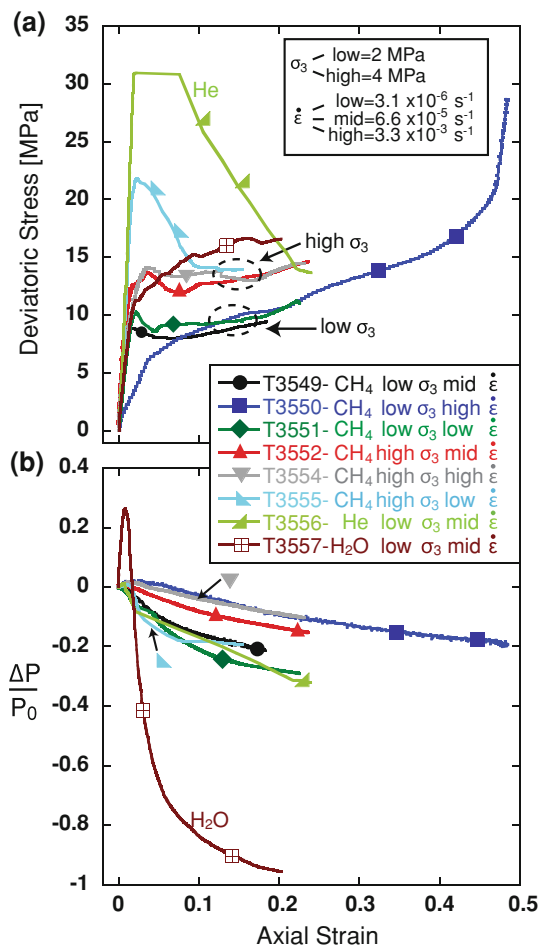 (a)
35
30
25
20
15
10
5
0
Deviatoric Stress [MPa]
He
σ3 low=2 MPa
high=4 MPa
ε̇ low=3.1 x10-6 s-1
mid=6.6 x10-5 s-1
high=3.3 x10-3 s-1
high σ3
low σ3
T3549- CH4 low σ3 mid ε̇
T3550- CH4 low σ3 high ε̇
T3551- CH4 low σ3 low ε̇
T3552- CH4 high σ3 mid ε̇
T3554- CH4 high σ3 high ε̇
T3555- CH4 high σ3 low ε̇
T3556- He low σ3 mid ε̇
T3557- H2O low σ3 mid ε̇
(b)
0.4
0.2
0
-0.2
-0.4
-0.6
-0.8
-1
ΔP
P0
H2O
0 0.1 0.2 0.3 0.4 0.5
Axial Strain